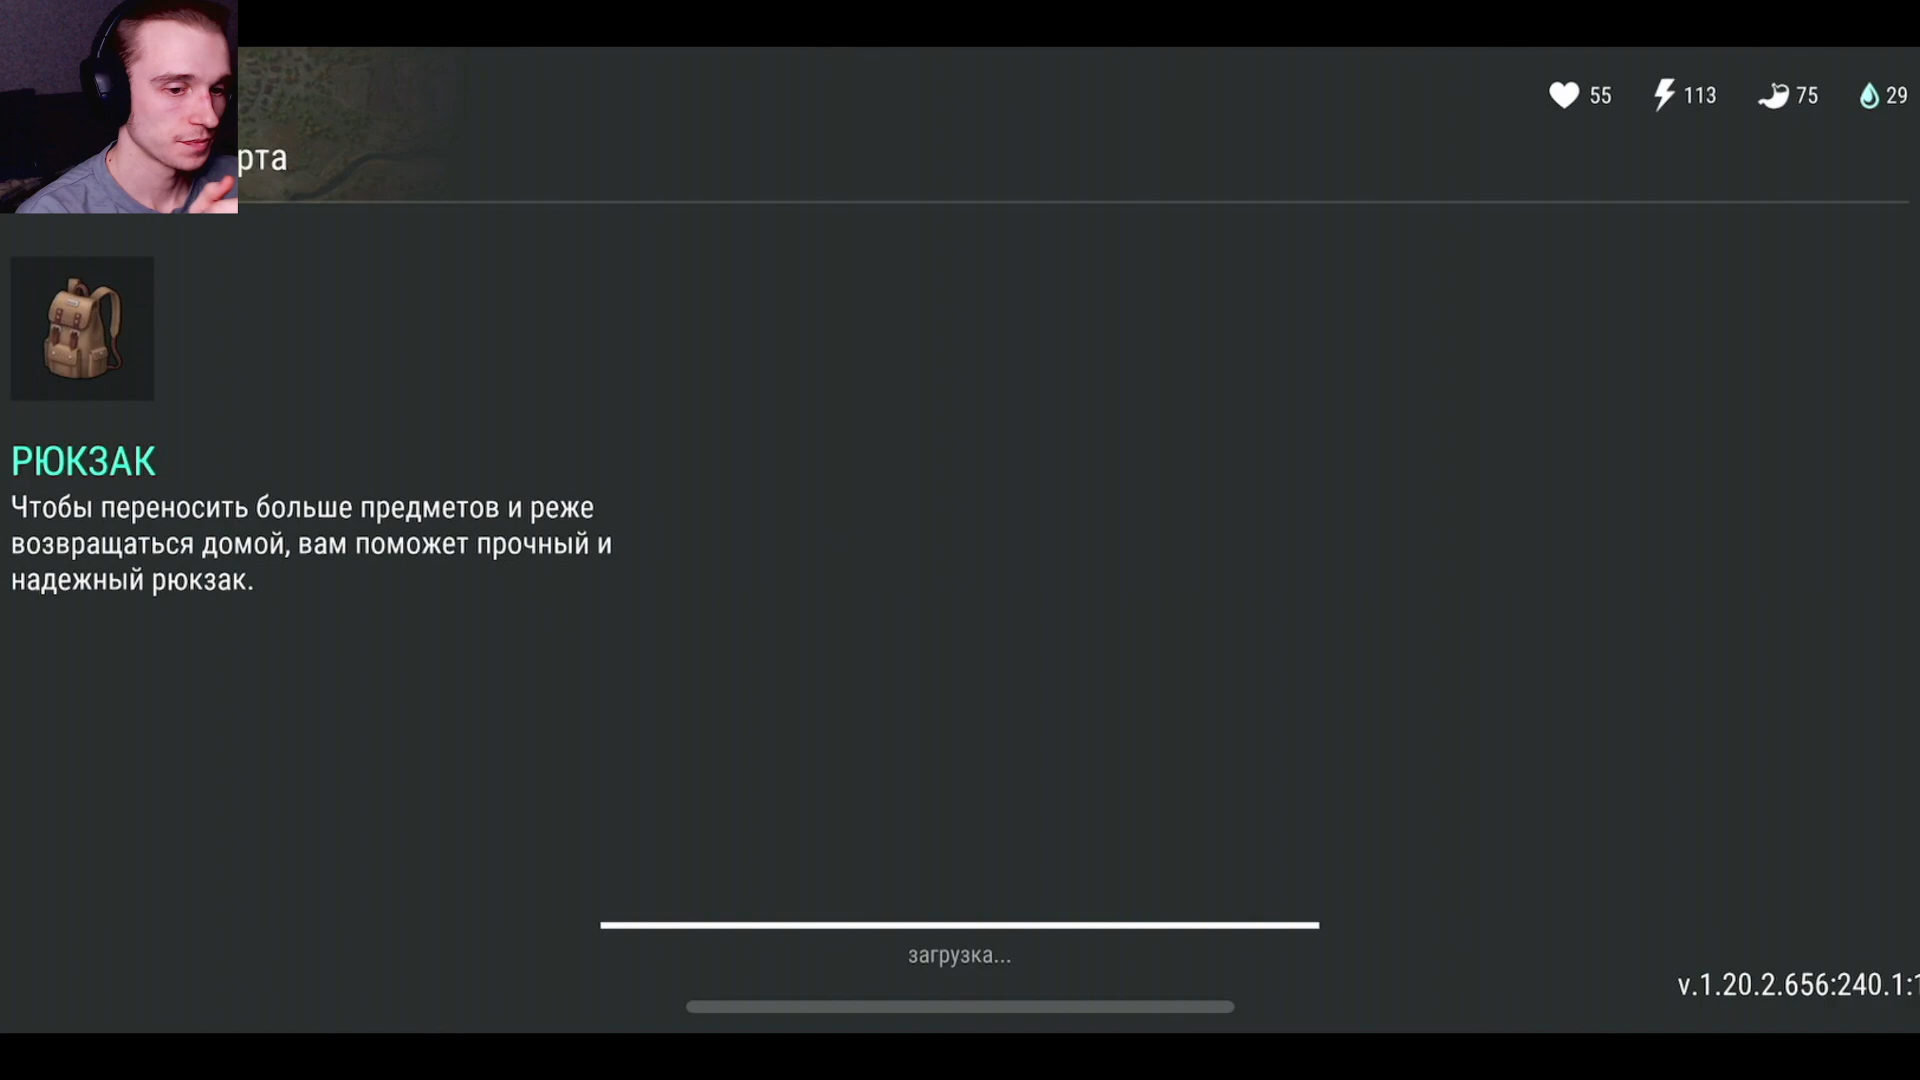 55 113 75 29
рта
РЮКЗАК
Чтобы переносить больше предметов и реже
возвращаться домой, вам поможет прочный и
надежный рюкзак.
загрузка...
v.1.20.2.656:240.1:1